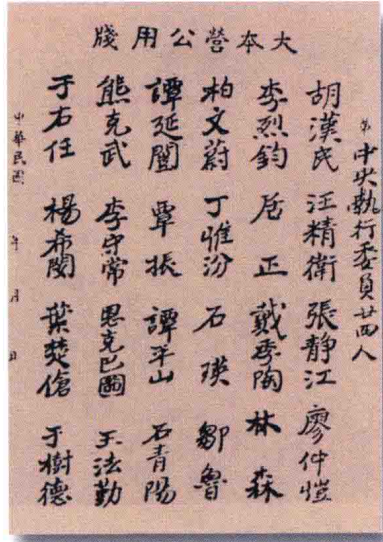 大本營公用牋
中央執行委員廿四人
胡漢民 汪精衛 張靜江 廖仲愷
李烈鈞 居正 戴季陶 林森
柏文蔚 丁惟汾 石瑛 鄒魯
譚延闓 覃振 譚平山 石青陽
熊克武 李守常 恩克巴圖 王法勤
于右任 楊希閔 葉楚傖 于樹德
中華民國 年 月 日